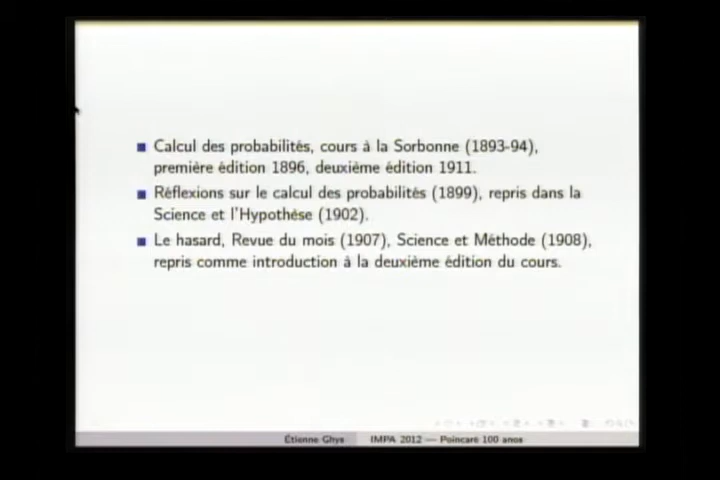 Calcul des probabilités, cours à la Sorbonne (1893-94),
première édition 1896, deuxième édition 1911.
Réflexions sur le calcul des probabilités (1899), repris dans la
Science et l'Hypothèse (1902).
Le hasard, Revue du mois (1907), Science et Méthode (1908),
repris comme introduction à la deuxième édition du cours.
Étienne Ghys IMPA 2012 — Poincaré 100 anos